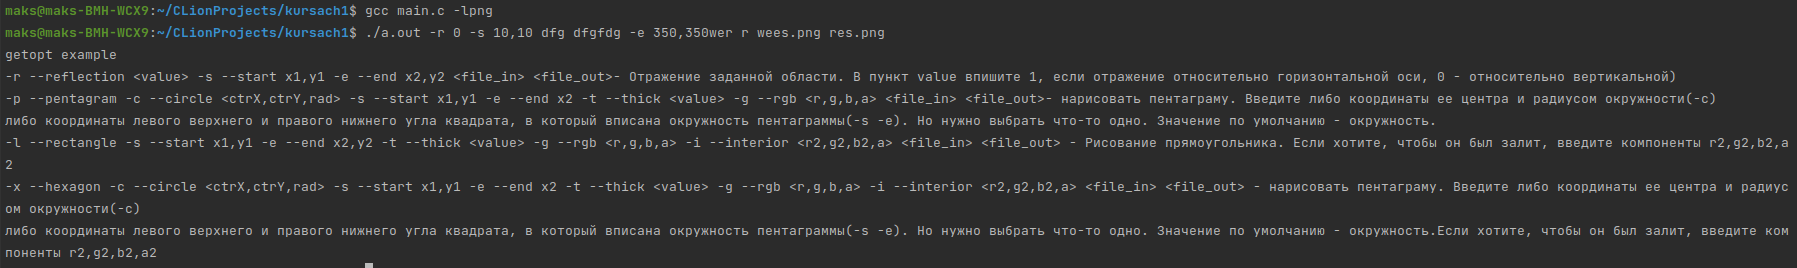 maks@maks-BMH-WCX9:~/CLionProjects/kursach1$ gcc main.c -lpng
maks@maks-BMH-WCX9:~/CLionProjects/kursach1$ ./a.out -r 0 -s 10,10 dfg dfgfdg -e 350,350wer r wees.png res.png
getopt example
-r --reflection <value> -s --start x1,y1 -e --end x2,y2 <file_in> <file_out>- Отражение заданной области. В пункт value впишите 1, если отражение относительно горизонтальной оси, 0 - относительно вертикальной)
-p --pentagram -c --circle <ctrX,ctrY,rad> -s --start x1,y1 -e --end x2 -t --thick <value> -g --rgb <r,g,b,a> <file_in> <file_out>- нарисовать пентаграму. Введите либо координаты ее центра и радиусом окружности(-c)
либо координаты левого верхнего и правого нижнего угла квадрата, в который вписана окружность пентаграммы(-s -e). Но нужно выбрать что-то одно. Значение по умолчанию - окружность.
-l --rectangle -s --start x1,y1 -e --end x2,y2 -t --thick <value> -g --rgb <r,g,b,a> -i --interior <r2,g2,b2,a> <file_in> <file_out> - Рисование прямоугольника. Если хотите, чтобы он был залит, введите компоненты r2,g2,b2,a
2
-x --hexagon -c --circle <ctrX,ctrY,rad> -s --start x1,y1 -e --end x2 -t --thick <value> -g --rgb <r,g,b,a> -i --interior <r2,g2,b2,a> <file_in> <file_out> - нарисовать пентаграму. Введите либо координаты ее центра и радиус
ом окружности(-c)
либо координаты левого верхнего и правого нижнего угла квадрата, в который вписана окружность пентаграммы(-s -e). Но нужно выбрать что-то одно. Значение по умолчанию - окружность.Если хотите, чтобы он был залит, введите ком
поненты r2,g2,b2,a2